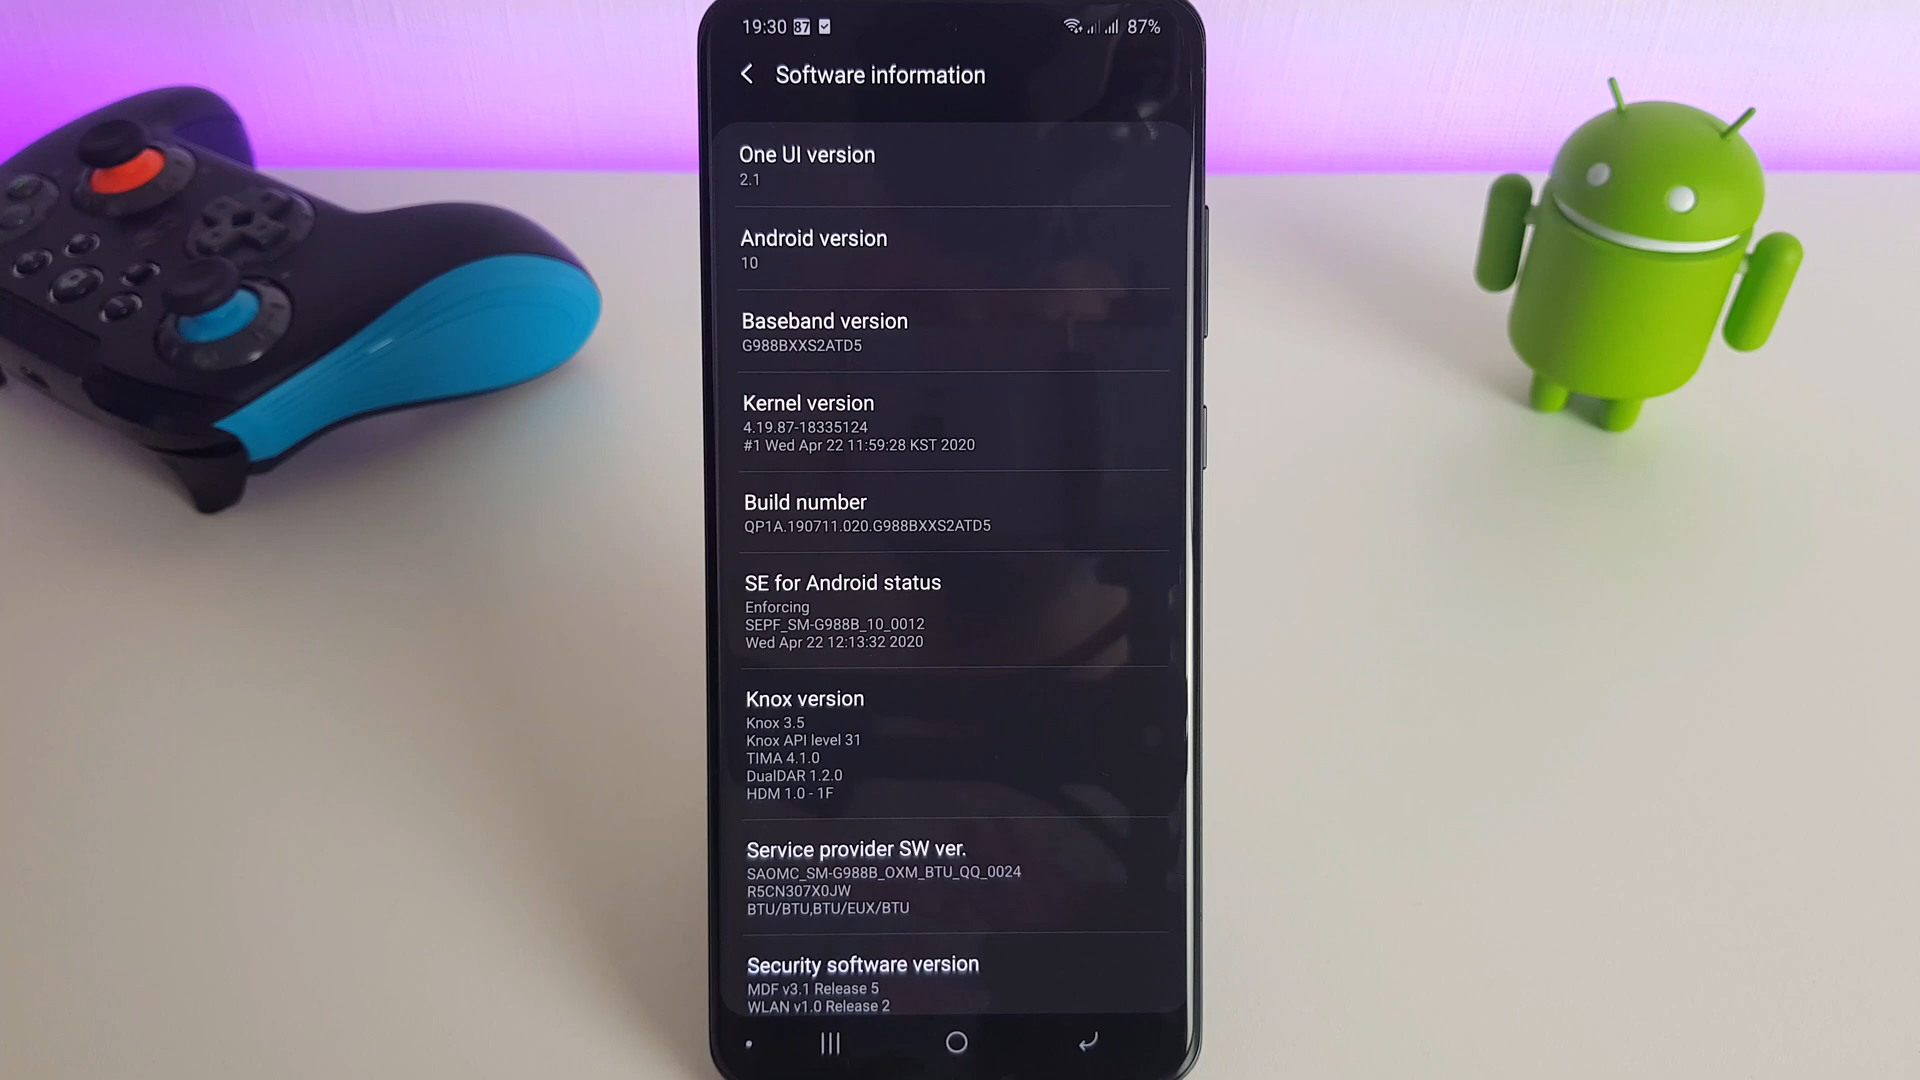 19:30 87 87%
Software information
One UI version
2.1
Android version
10
Baseband version
G988BXXS2ATD5
Kernel version
4.19.87-18335124
#1 Wed Apr 22 11:59:28 KST 2020
Build number
QP1A.190711.020.G988BXXS2ATD5
SE for Android status
Enforcing
SEPF_SM-G988B_10_0012
Wed Apr 22 12:13:32 2020
Knox version
Knox 3.5
Knox API level 31
TIMA 4.1.0
DualDAR 1.2.0
HDM 1.0 - 1F
Service provider SW ver.
SAOMC_SM-G988B_OXM_BTU_QQ_0024
R5CN307X0JW
BTU/BTU,BTU/EUX/BTU
Security software version
MDF v3.1 Release 5
WLAN v1.0 Release 2